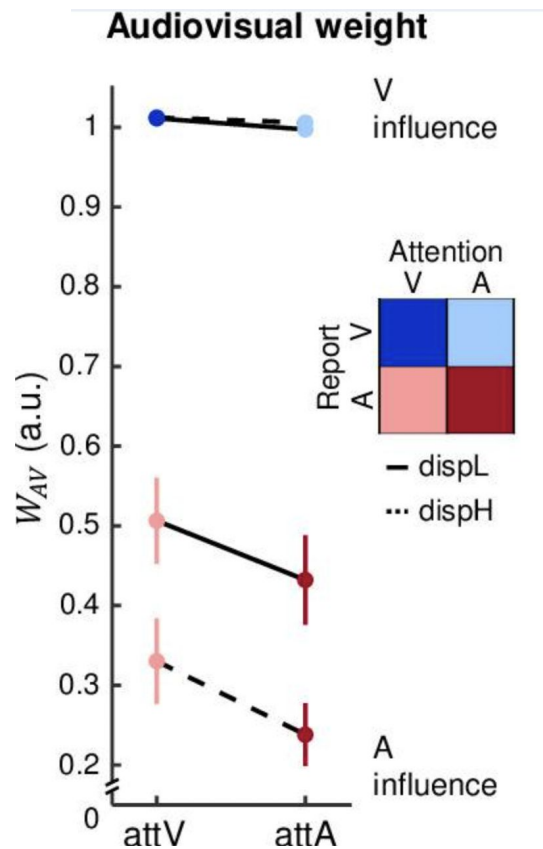 Audiovisual weight
V
influence
1
0.9
0.8
0.7
0.6
0.5
0.4
0.3
0.2
0
W_AV (a.u.)
attV
attA
Attention
V A
Report
V
A
dispL
dispH
A
influence